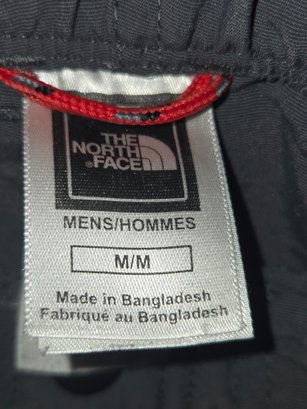 THE
NORTH
FACE
MENS/HOMMES
M/M
Made in Bangladesh
Fabriqué au Bangladesh